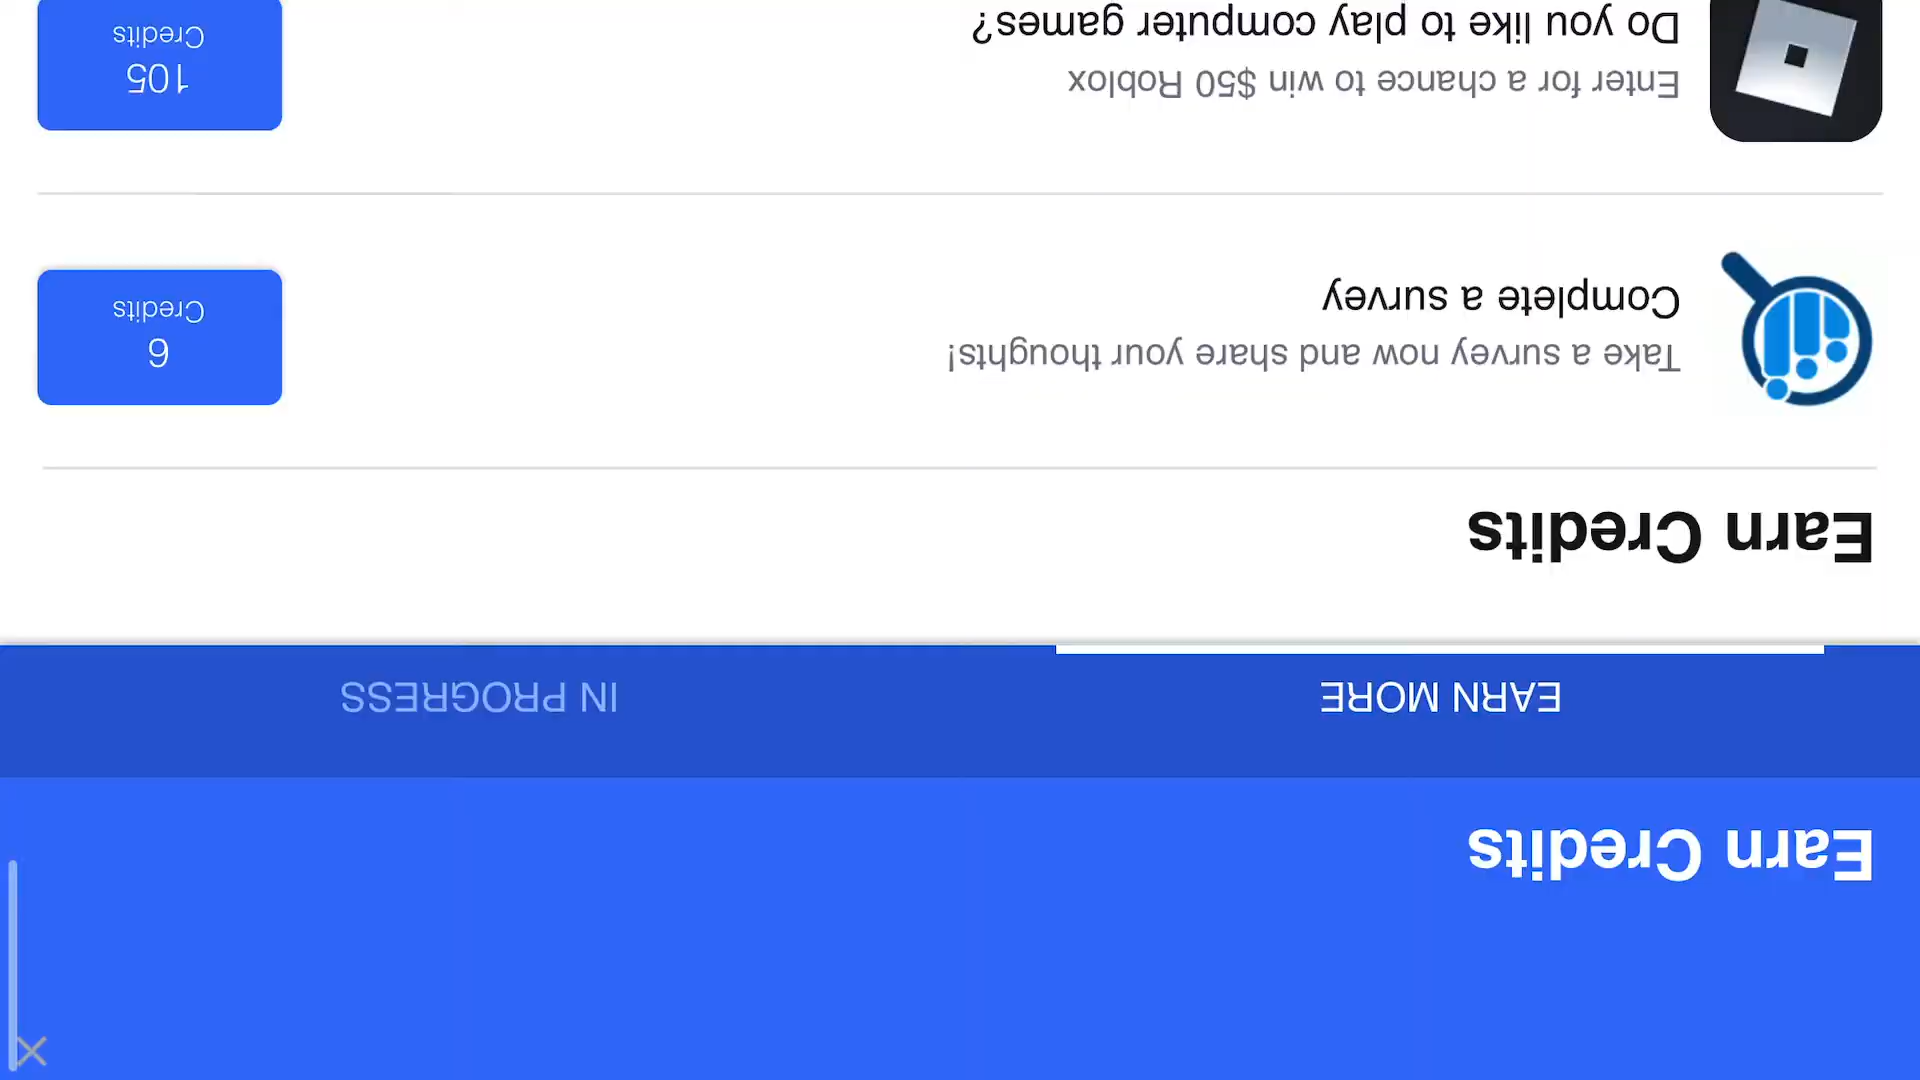 Earn Credits
EARN MORE
IN PROGRESS
Earn Credits
Take a survey now and share your thoughts!
Complete a survey
6
Credits
Enter for a chance to win $50 Roblox
Do you like to play computer games?
105
Credits